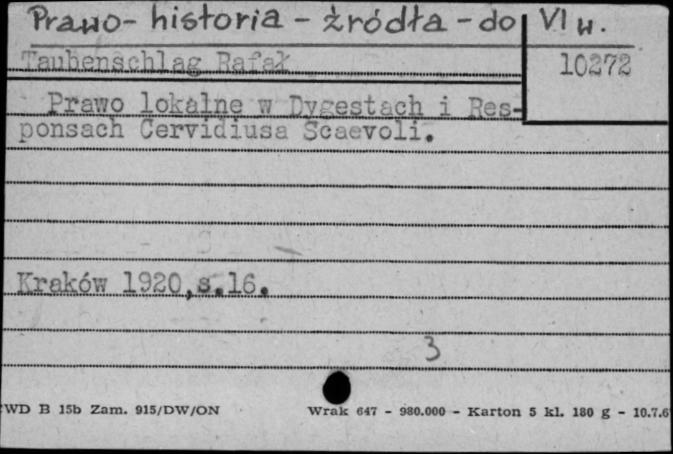 Prawo - historia - źródła - do VI w.
Taubenschlag Rafał
10272
Prawo lokalne w Dygestach i Res-
ponsach Cervidiusa Scaevoli.
Kraków 1920, s. 16.
3
WD B 15b Zam. 915/DW/ON Wrak 647 - 980.000 - Karton 5 kl. 180 g - 10.7.6